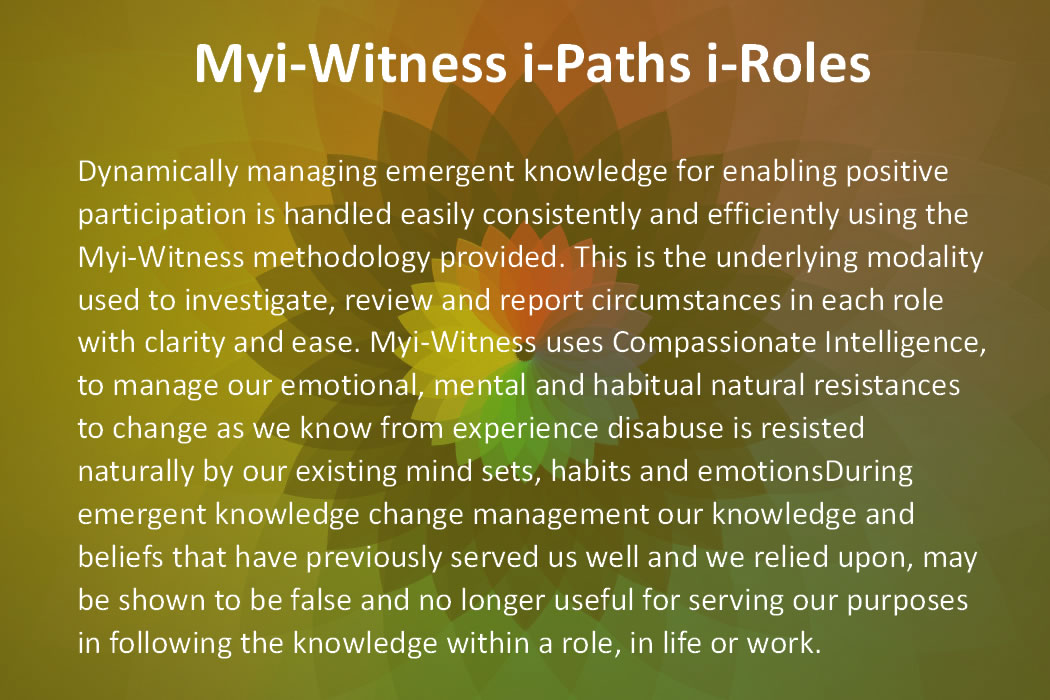 Myi-Witness i-Paths i-Roles
Dynamically managing emergent knowledge for enabling positive
participation is handled easily consistently and efficiently using the
Myi-Witness methodology provided. This is the underlying modality
used to investigate, review and report circumstances in each role
with clarity and ease. Myi-Witness uses Compassionate Intelligence,
to manage our emotional, mental and habitual natural resistances
to change as we know from experience disabuse is resisted
naturally by our existing mind sets, habits and emotionsDuring
emergent knowledge change management our knowledge and
beliefs that have previously served us well and we relied upon, may
be shown to be false and no longer useful for serving our purposes
in following the knowledge within a role, in life or work.